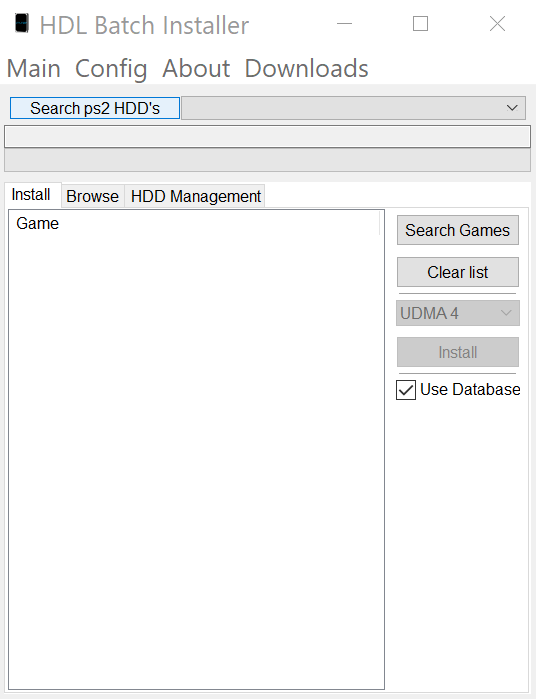 HDL Batch Installer
Main Config About Downloads
Search ps2 HDD's
Install Browse HDD Management
Game
Search Games
Clear list
UDMA 4
Install
Use Database